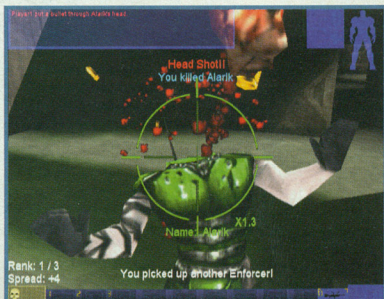 Player1 put a bullet through Alarik's head
Head Shot!!
You killed Alarik
X1.3
Name: Alarik
Rank: 1 / 3
Spread: +4
You picked up another Enforcer!